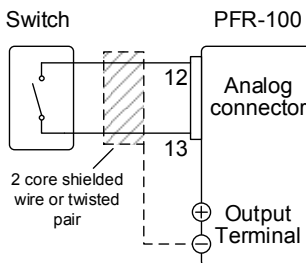 Switch
PFR-100
12
Analog
connector
13
2 core shielded
wire or twisted
pair
+
Output
Terminal
-